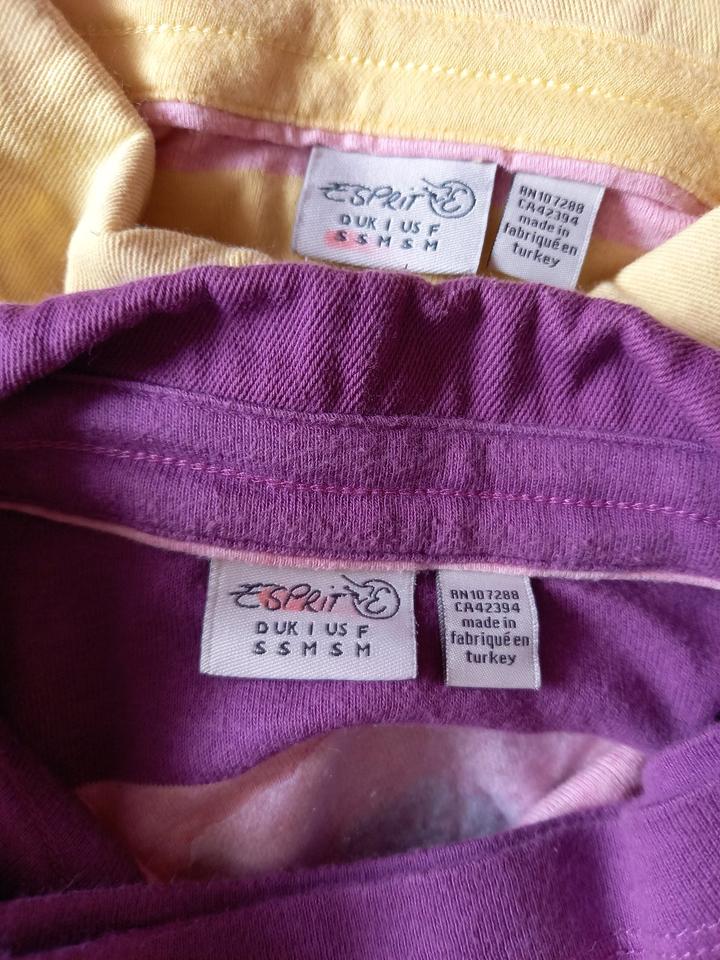 ESPRIT
D UK I US F
S S M S M
RN107288
CA42394
made in
fabriqué en
turkey
ESPRIT
D UK I US F
S S M S M
RN107288
CA42394
made in
fabriqué en
turkey